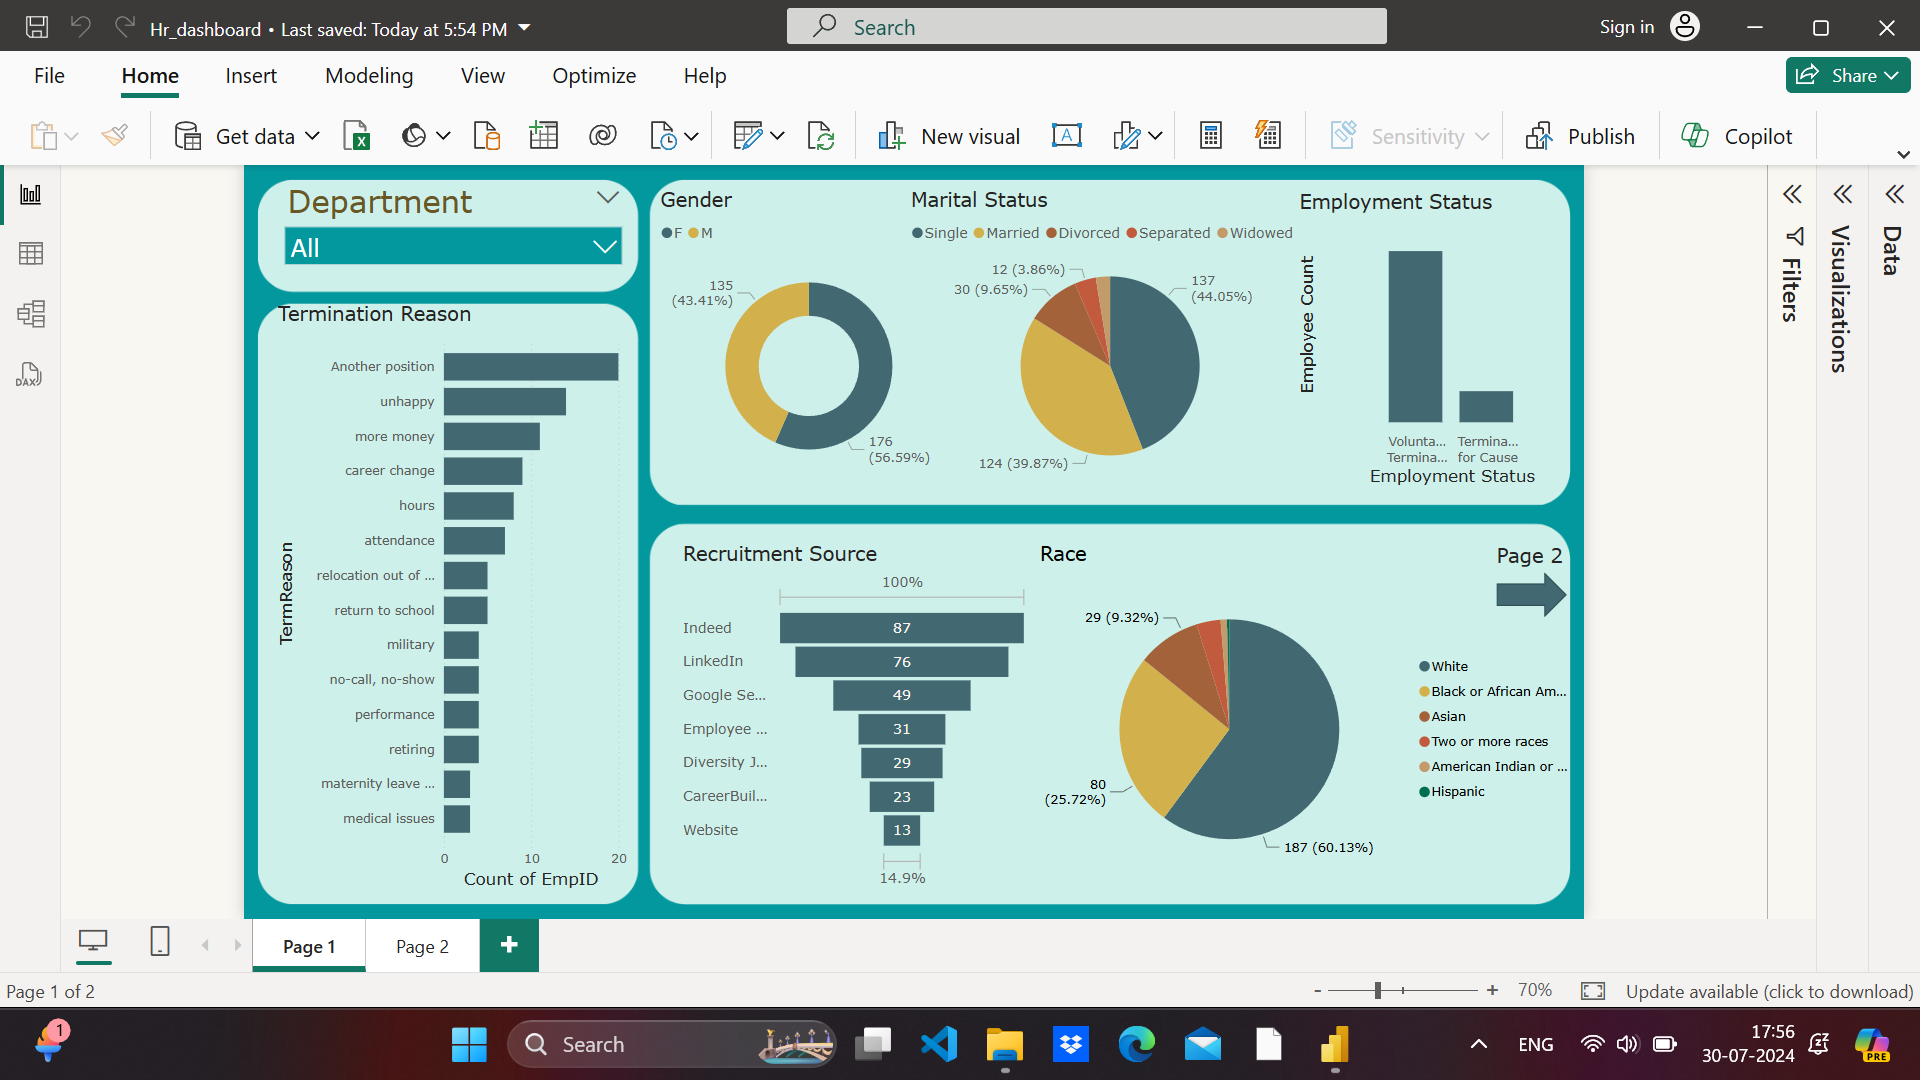 Hr_dashboard • Last saved: Today at 5:54 PM
Search
Sign in
File
Home
Insert
Modeling
View
Optimize
Help
Share
Get data
New visual
A
Sensitivity
Publish
Copilot
DAX
Department
All
Termination Reason
TermReason
Another position
unhappy
more money
career change
hours
attendance
relocation out of ...
return to school
military
no-call, no-show
performance
retiring
maternity leave ...
medical issues
0
10
20
Count of EmpID
Gender
F
M
135
(43.41%)
176
(56.59%)
Marital Status
Single
Married
Divorced
Separated
Widowed
12 (3.86%)
30 (9.65%)
137
(44.05%)
124 (39.87%)
Employment Status
Employee Count
Volunta...
Termina...
Termina...
for Cause
Employment Status
Recruitment Source
100%
Indeed
87
LinkedIn
76
Google Se...
49
Employee ...
31
Diversity J...
29
CareerBuil...
23
Website
13
14.9%
Race
29 (9.32%)
80
(25.72%)
187 (60.13%)
White
Black or African Am...
Asian
Two or more races
American Indian or ...
Hispanic
Page 2
Filters
Visualizations
Data
Page 1
Page 2
+
Page 1 of 2
-
+
70%
Update available (click to download)
1
Search
ENG
17:56
30-07-2024
PRE